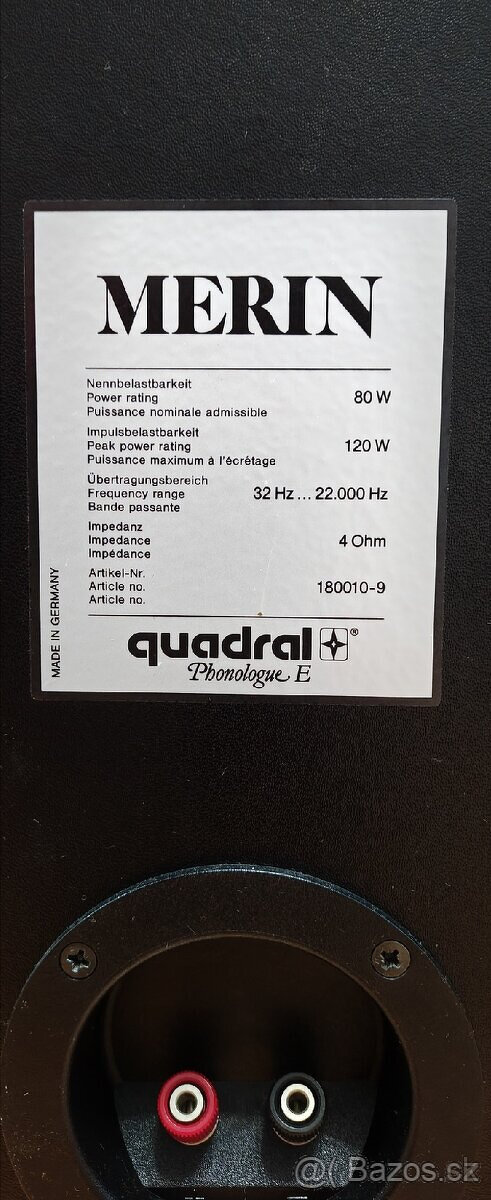 MERIN
Nennbelastbarkeit
Power rating 80 W
Puissance nominale admissible
Impulsbelastbarkeit
Peak power rating 120 W
Puissance maximum à l'écrétage
Übertragungsbereich
Frequency range 32 Hz ... 22.000 Hz
Bande passante
Impedanz
Impedance 4 Ohm
Impédance
Artikel-Nr.
Article no. 180010-9
Article no.
MADE IN GERMANY
quadral ®
Phonologue E
@( Bazos.cz